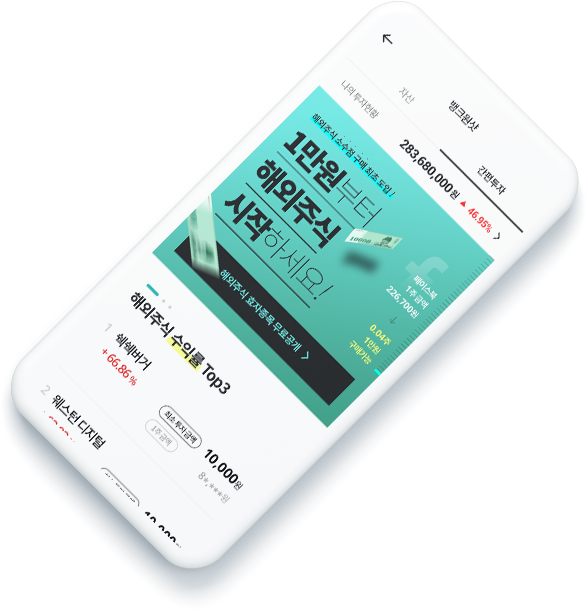 ←
뱅크원샷
자산
간편투자
나의 투자현황
283,680,000원 ▲ 46.95%
해외주식 소수점 구매 최초 도입!
1만원부터
해외주식
시작하세요!
10000
f
페이스북
1주 금액
226,700원
0.04주
1만원
구매가능
해외주식 효자종목 무료공개
해외주식 수익률 Top3
1 쉑쉑버거
+66.86 %
최소 투자금액 10,000원
1주 금액 8*,***원
2 웨스턴 디지털